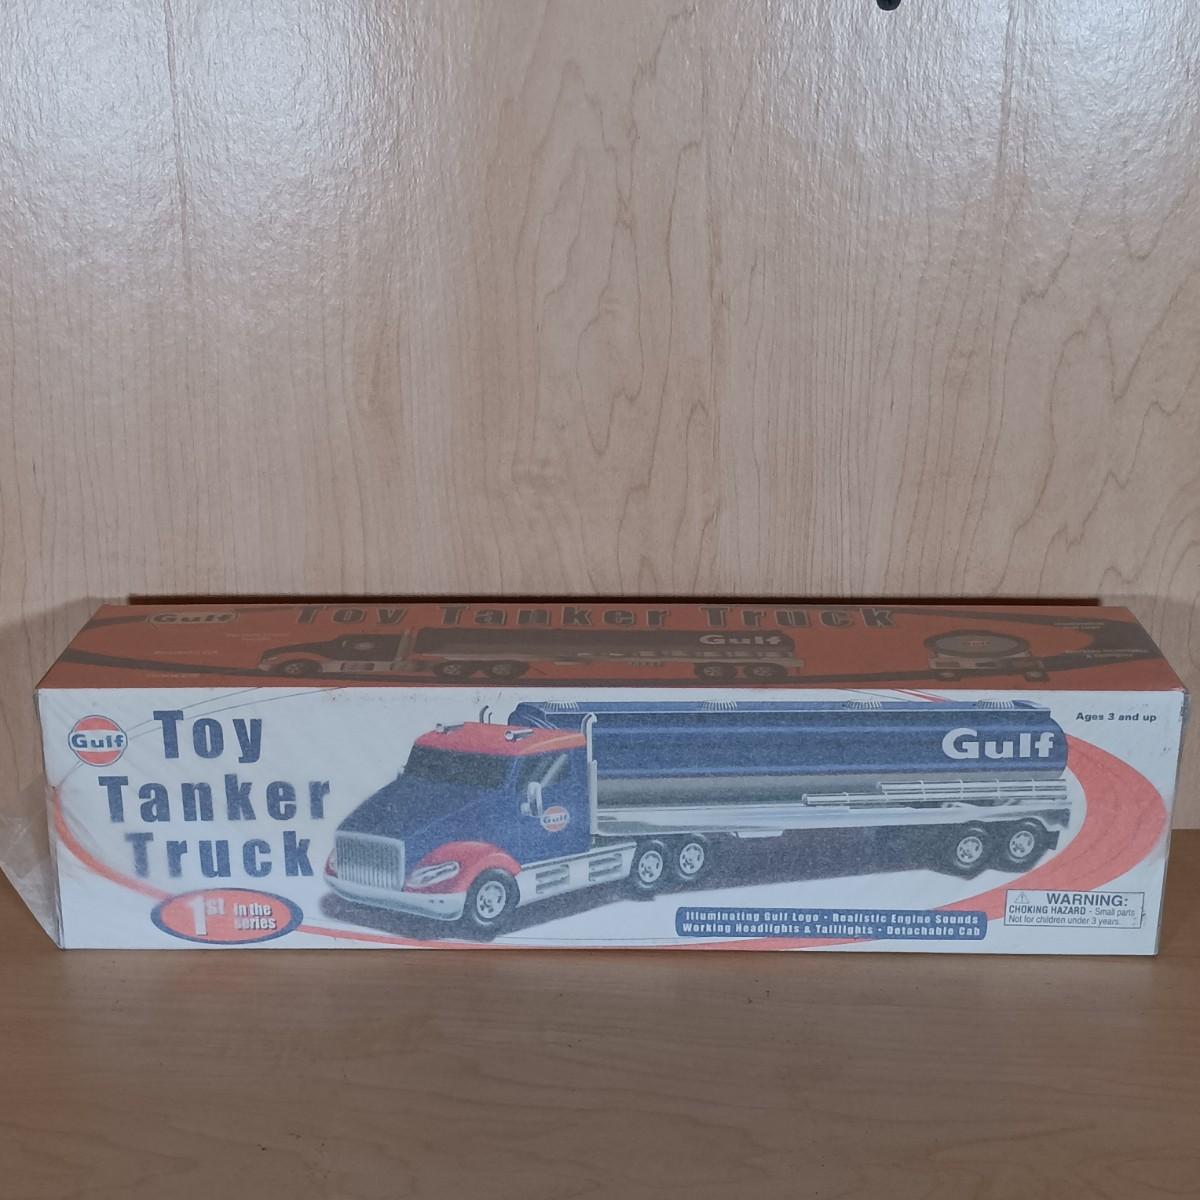 Gulf
Toy Tanker Truck
Gulf
Gulf
Toy
Tanker
Truck
1st in the
series
Gulf
Gulf
Ages 3 and up
Illuminating Gulf Logo • Realistic Engine Sounds
Working Headlights & Taillights • Detachable Cab
WARNING:
CHOKING HAZARD - Small parts
Not for children under 3 years.